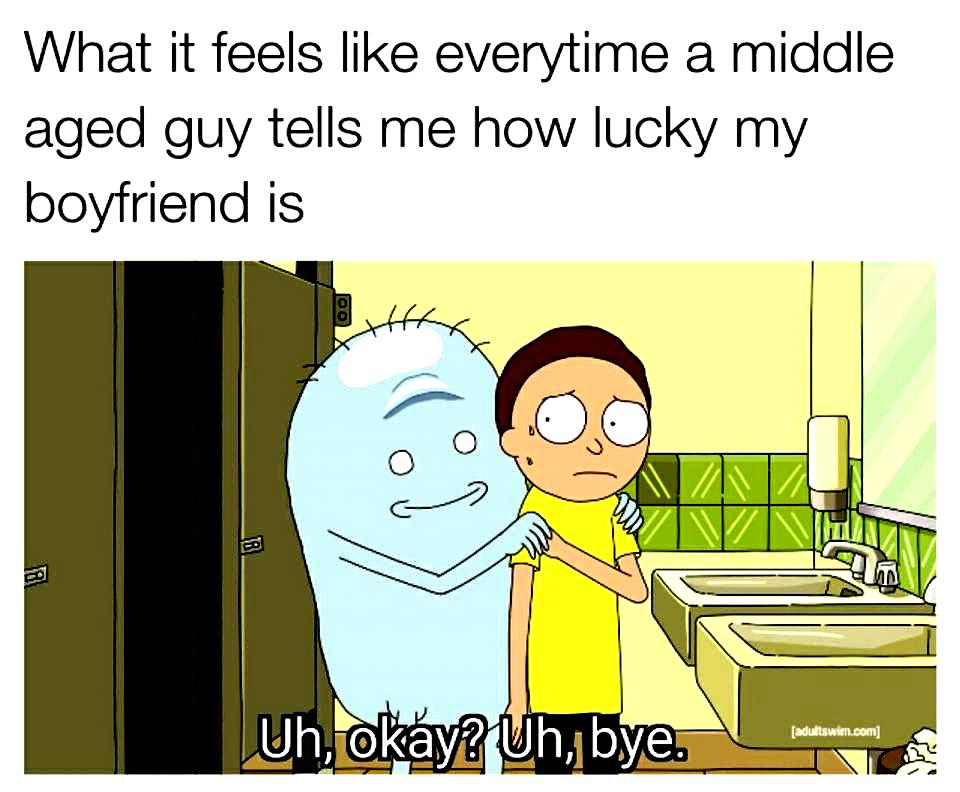 What it feels like everytime a middle
aged guy tells me how lucky my
boyfriend is
Uh, okay? Uh, bye.
[adultswim.com]